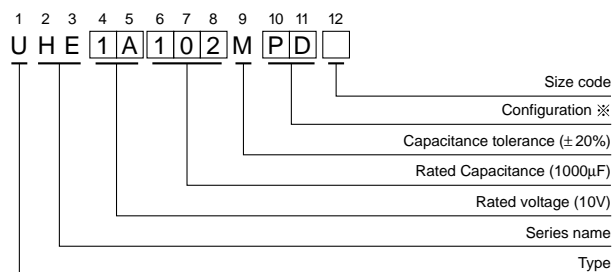 1 2 3 4 5 6 7 8 9 10 11 12
U H E 1 A 1 0 2 M P D
Size code
Configuration ※
Capacitance tolerance (±20%)
Rated Capacitance (1000µF)
Rated voltage (10V)
Series name
Type